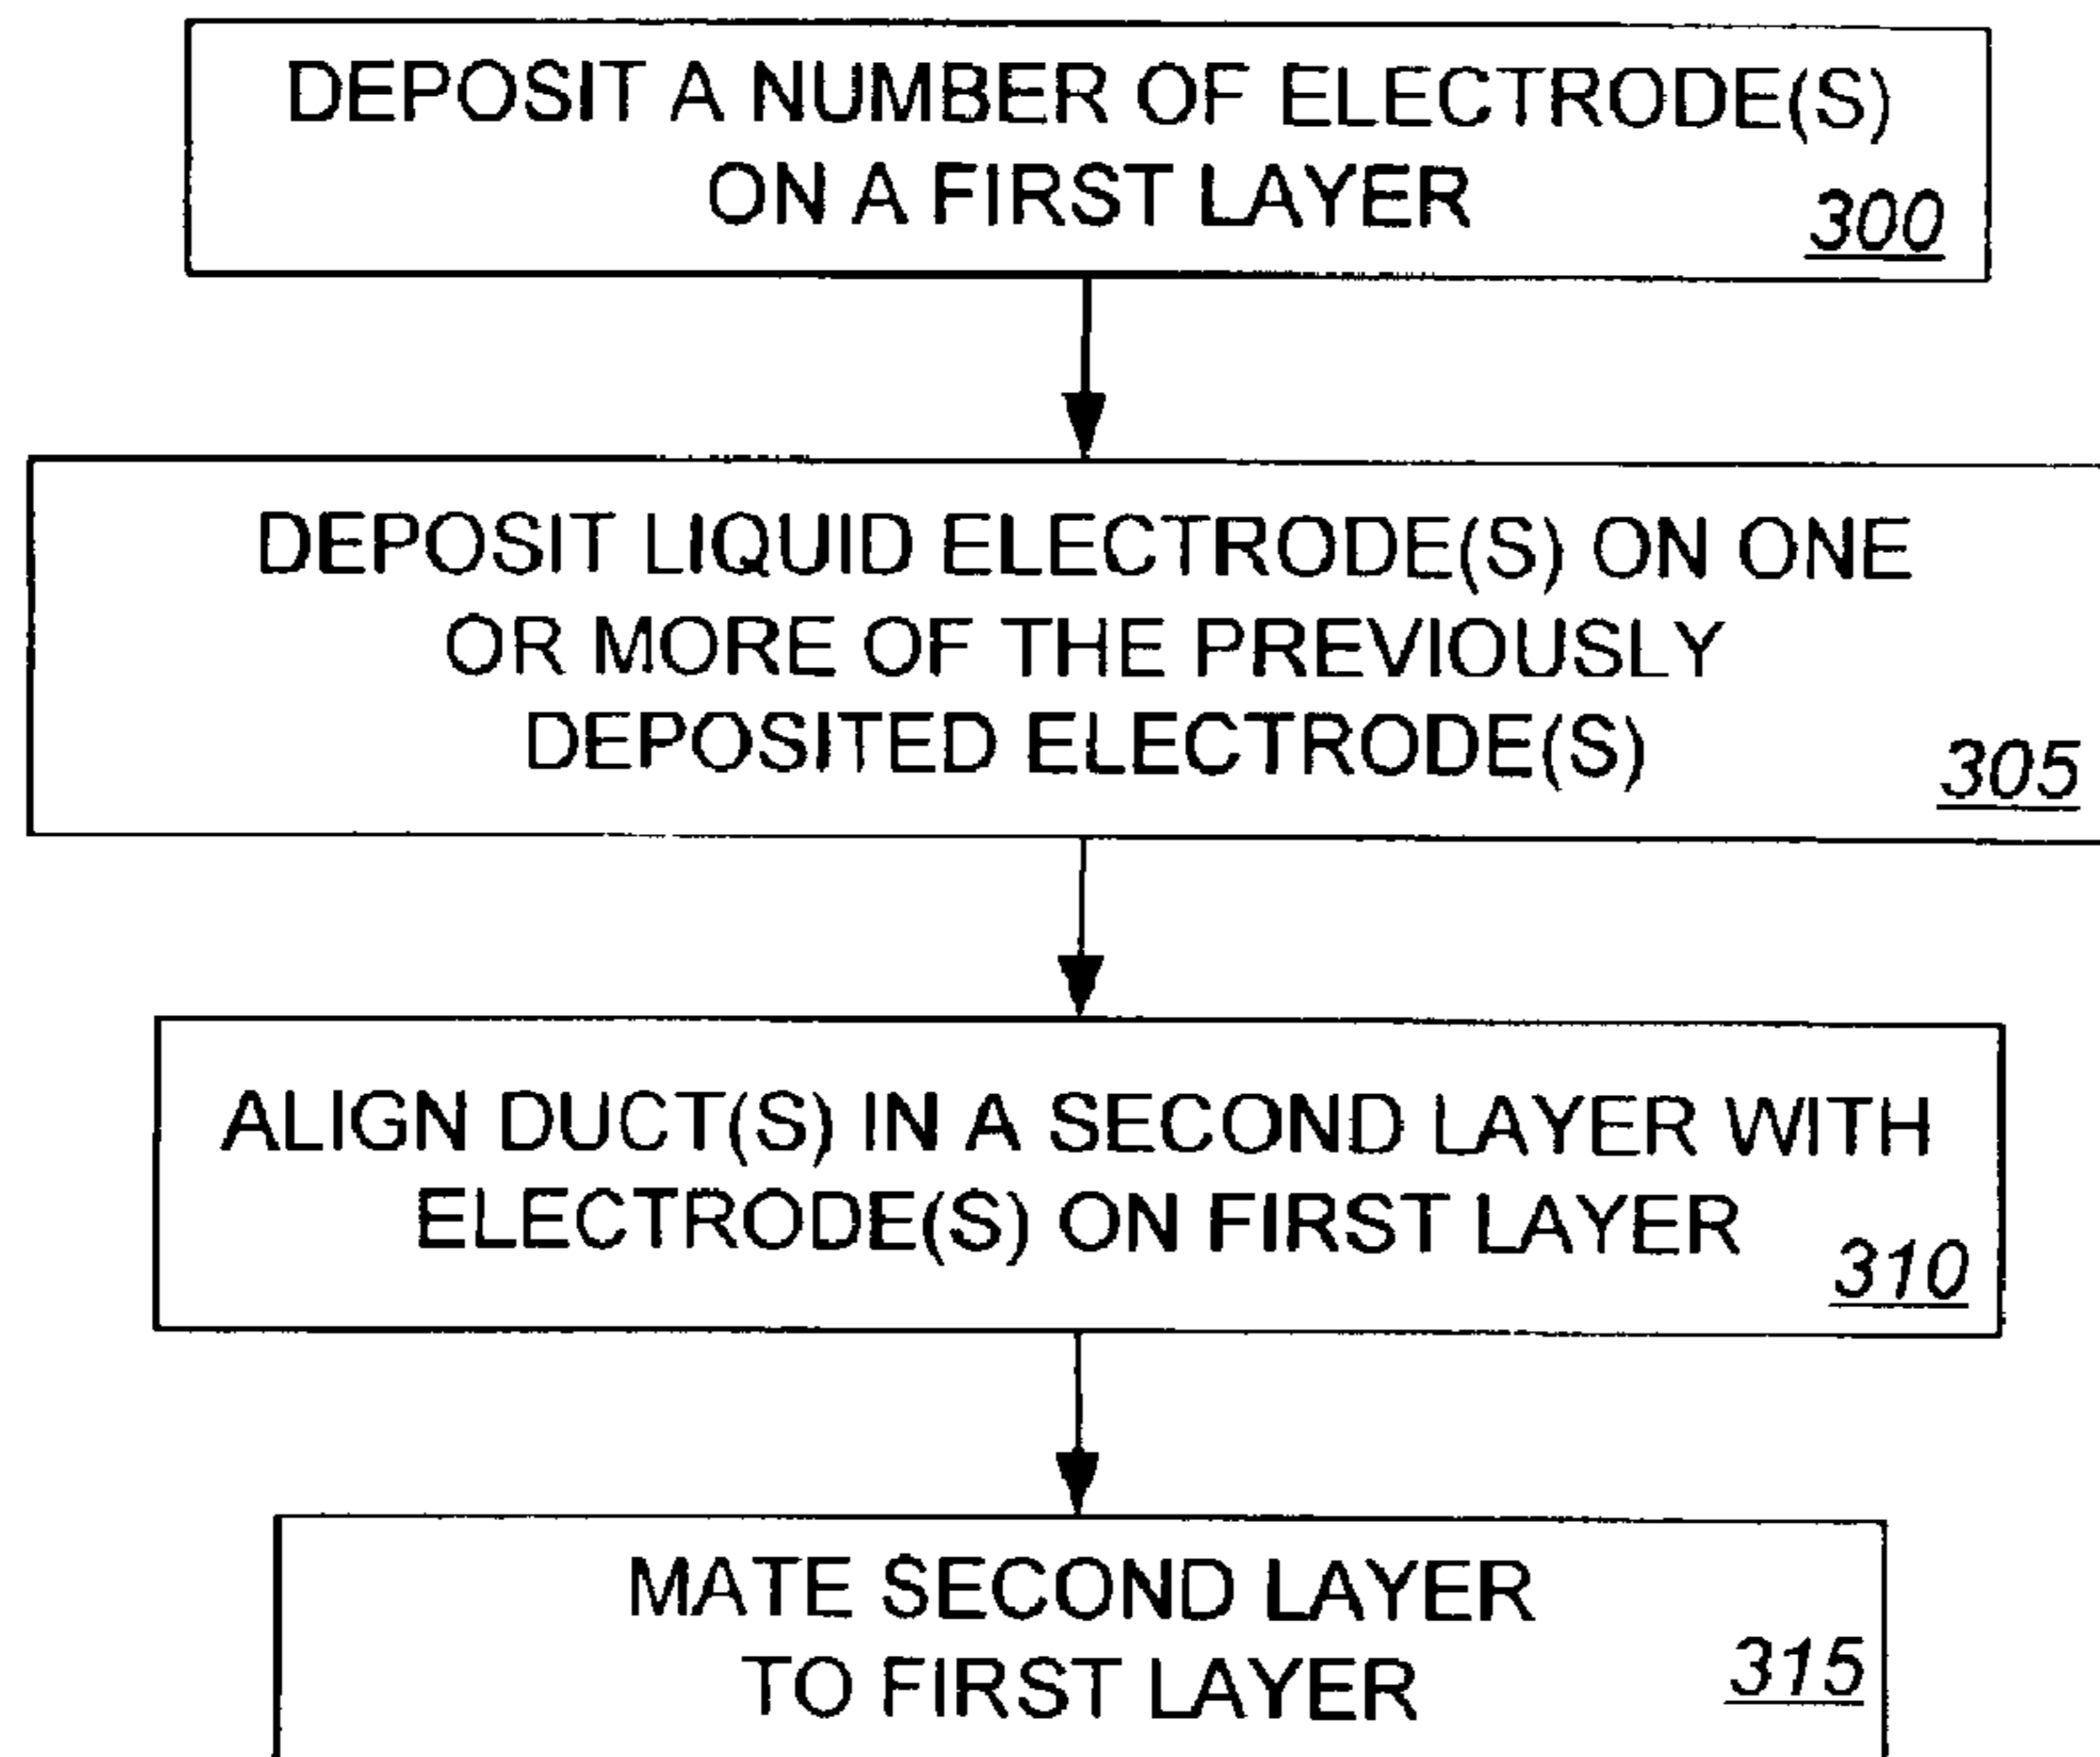 DEPOSIT A NUMBER OF ELECTRODE(S)
ON A FIRST LAYER
300
DEPOSIT LIQUID ELECTRODE(S) ON ONE
OR MORE OF THE PREVIOUSLY
DEPOSITED ELECTRODE(S)
305
ALIGN DUCT(S) IN A SECOND LAYER WITH
ELECTRODE(S) ON FIRST LAYER
310
MATE SECOND LAYER
TO FIRST LAYER
315